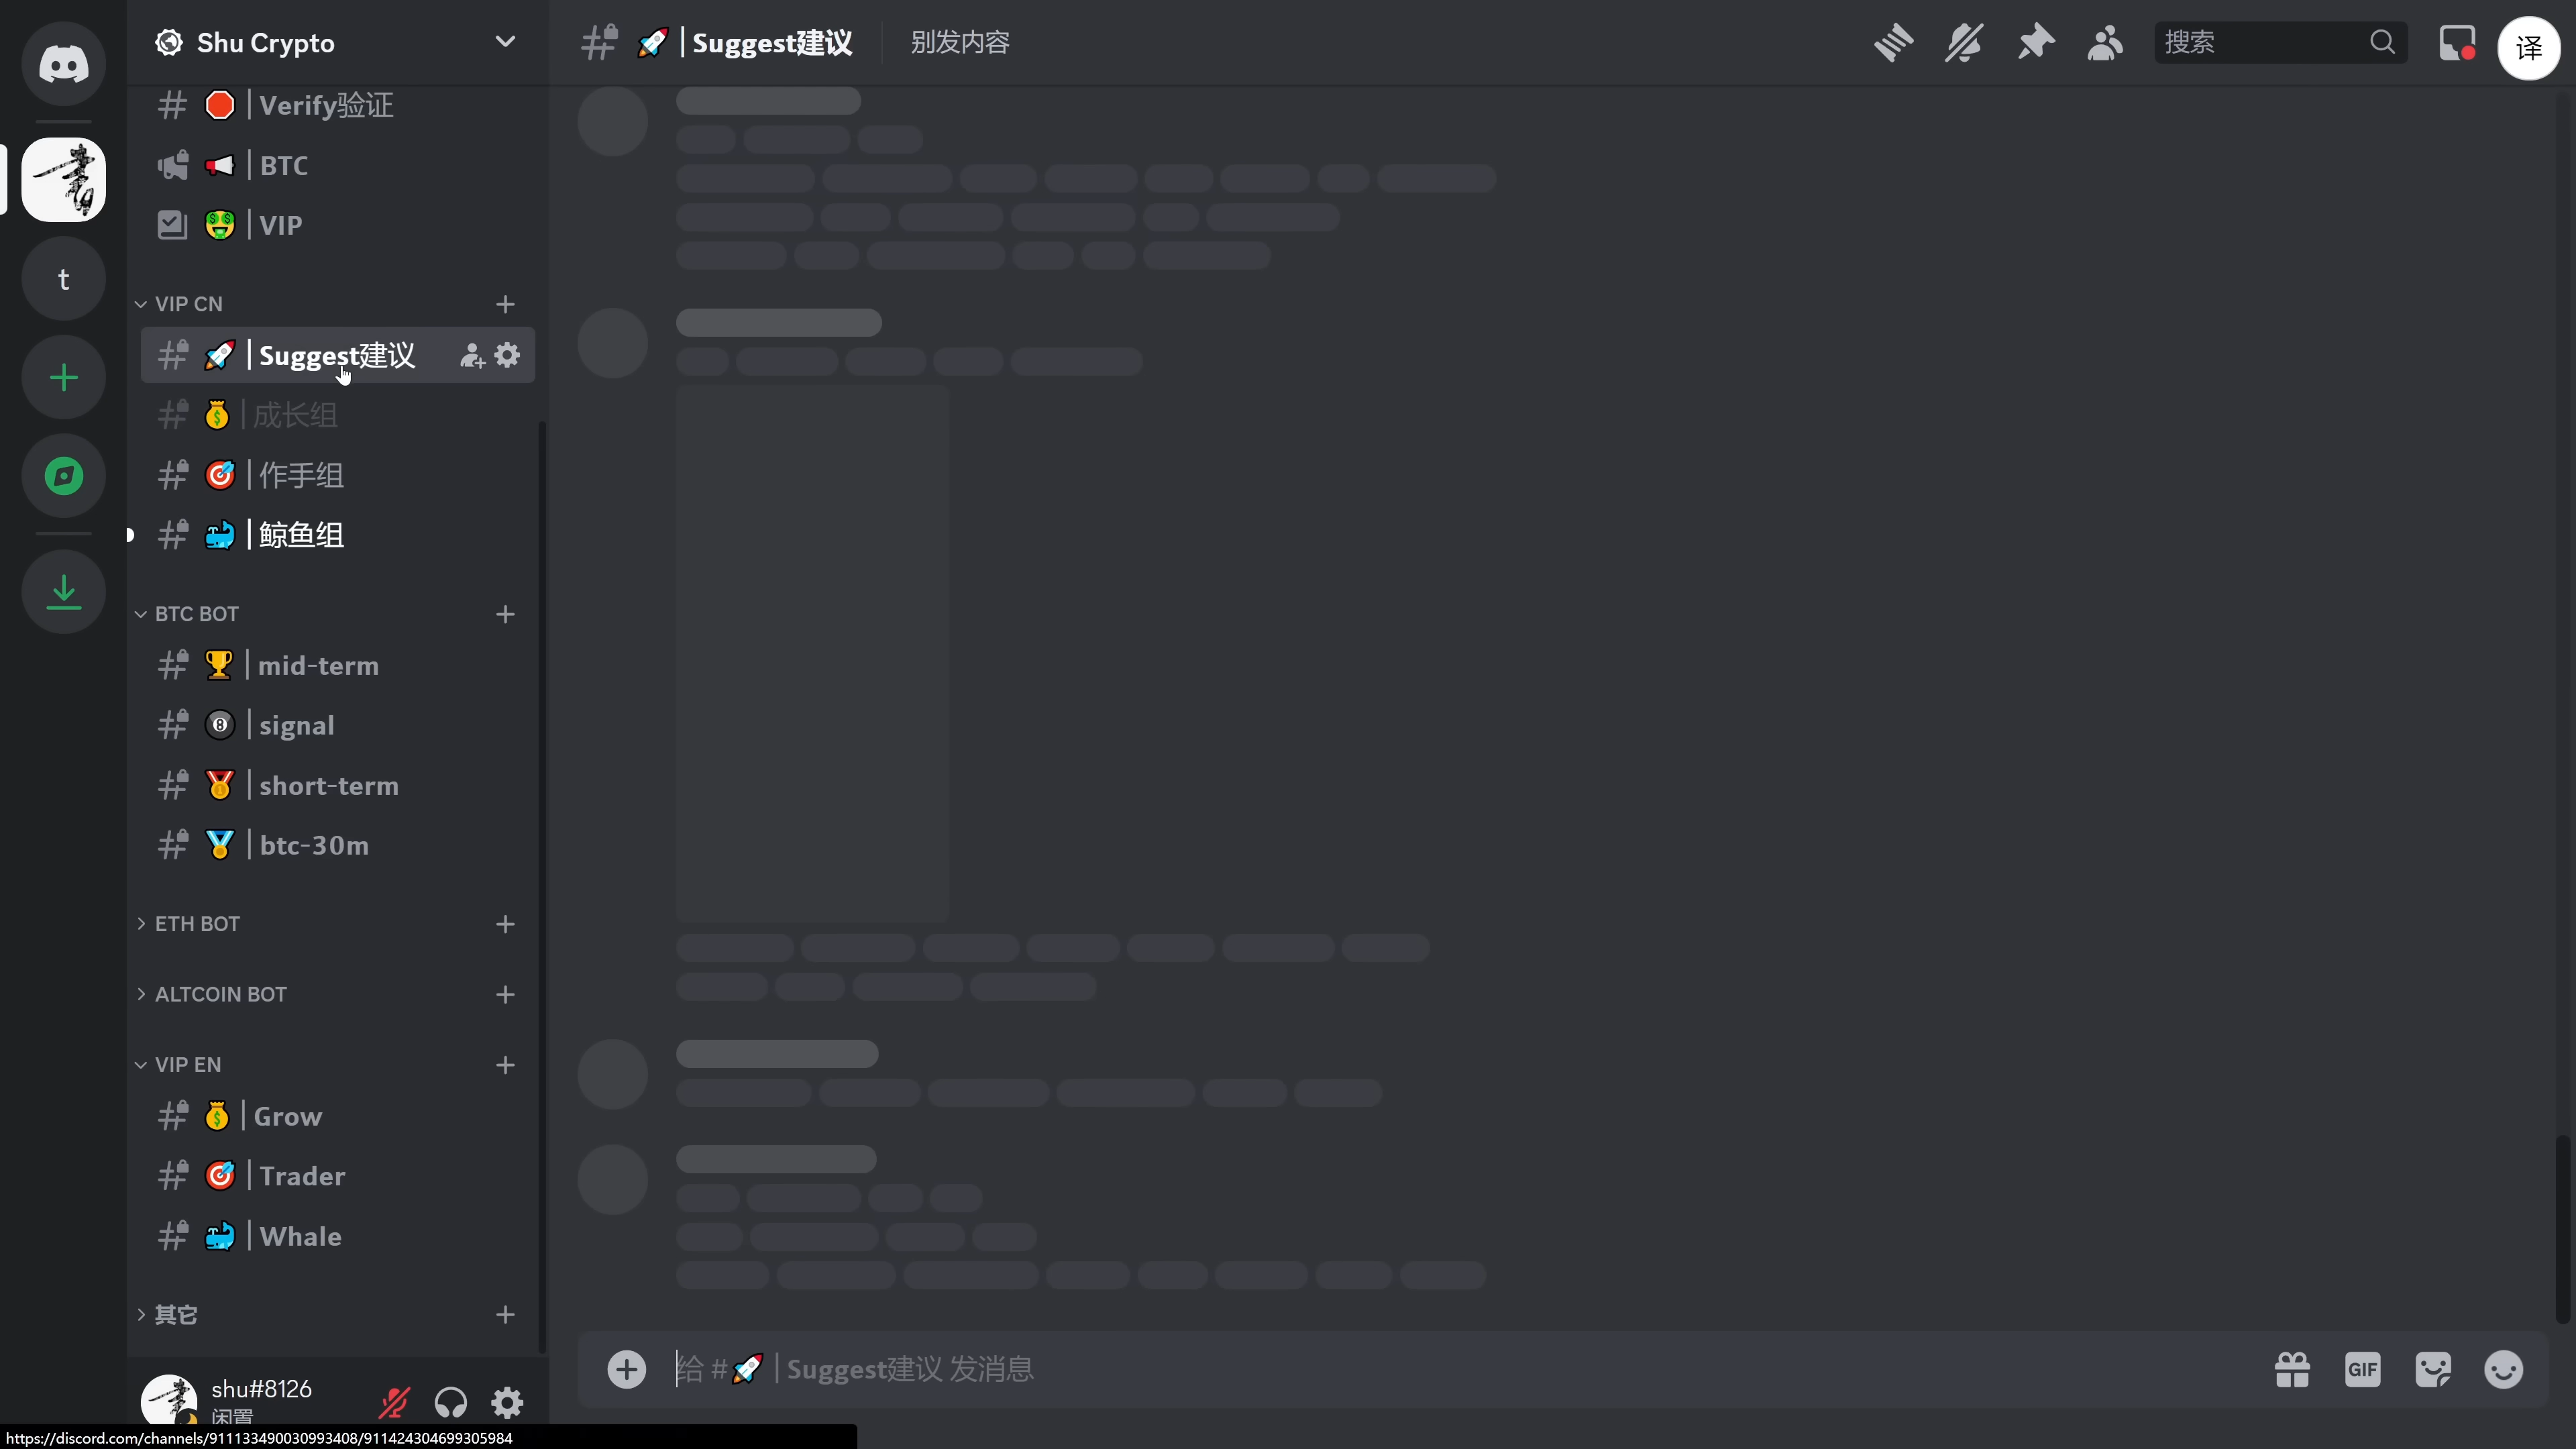 Shu Crypto
Verify验证
BTC
VIP
t
VIP CN
Suggest建议
成长组
作手组
鲸鱼组
BTC BOT
mid-term
signal
short-term
btc-30m
ETH BOT
ALTCOIN BOT
VIP EN
Grow
Trader
Whale
其它
shu#8126
闲置
https://discord.com/channels/911133490030993408/911424304699305984
Suggest建议 别发内容
搜索
译
给 # | Suggest建议 发消息
GIF